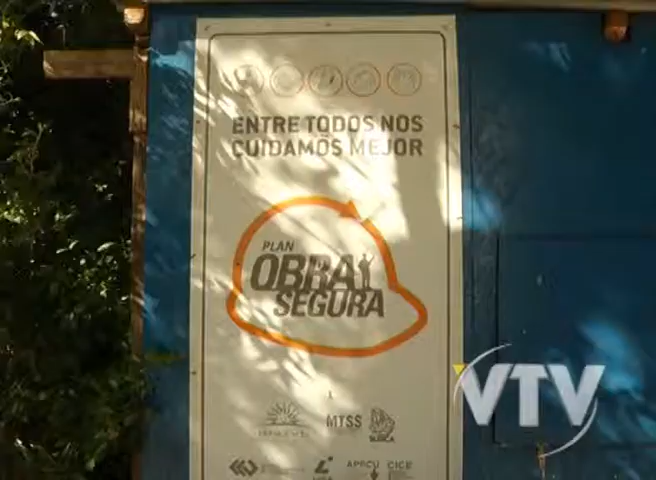 ENTRE TODOS NOS
CUIDAMOS MEJOR
PLAN
OBRA
SEGURA
MTSS
APPCU
CICE
VTV